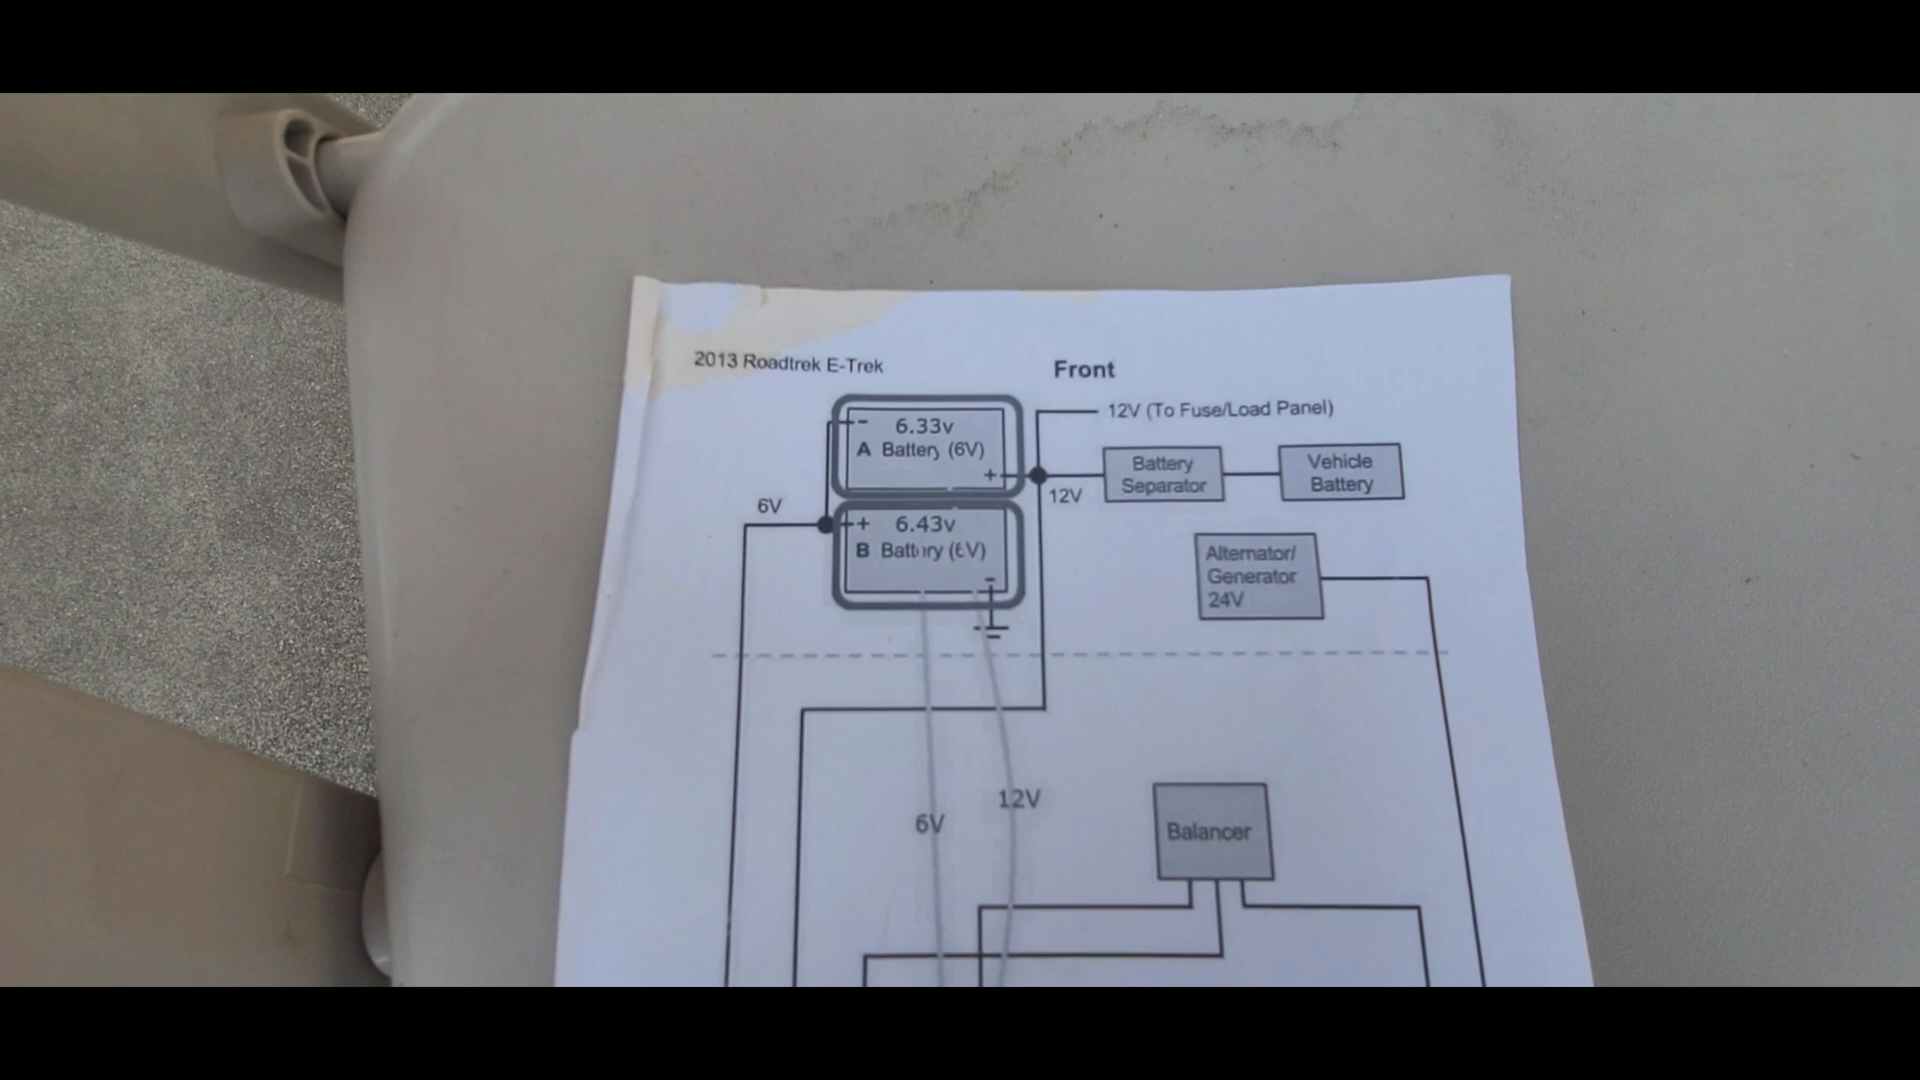 2013 Roadtrek E-Trek
Front
- 6.33v
A Battery (6V)
+
12V (To Fuse/Load Panel)
Battery
Separator
Vehicle
Battery
12V
6V
+ 6.43v
B Battery (6V)
-
Alternator/
Generator
24V
12V
6V
Balancer